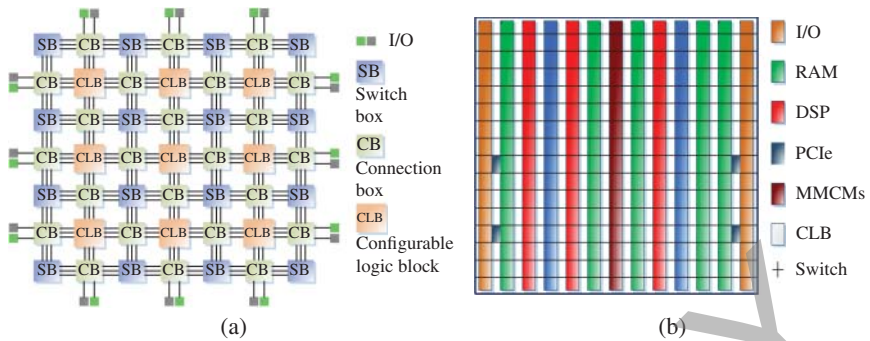 SB CB SB CB SB CB SB
CB CLB CB CLB CB CLB CB
SB CB SB CB SB CB SB
CB CLB CB CLB CB CLB CB
SB CB SB CB SB CB SB
CB CLB CB CLB CB CLB CB
SB CB SB CB SB CB SB
I/O
SB
Switch
box
CB
Connection
box
CLB
Configurable
logic block
(a)
I/O
RAM
DSP
PCIe
MMCMs
CLB
Switch
(b)